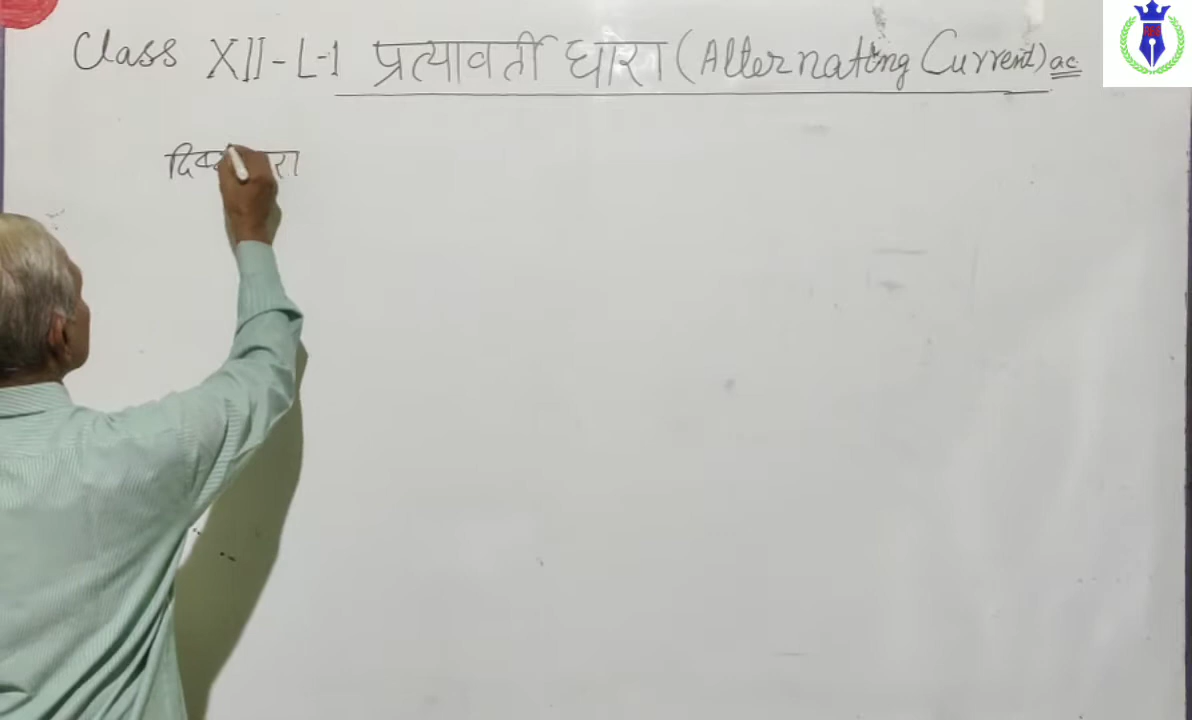 Class XII-L-1 प्रत्यावर्ती धारा (Alternating Current) ac